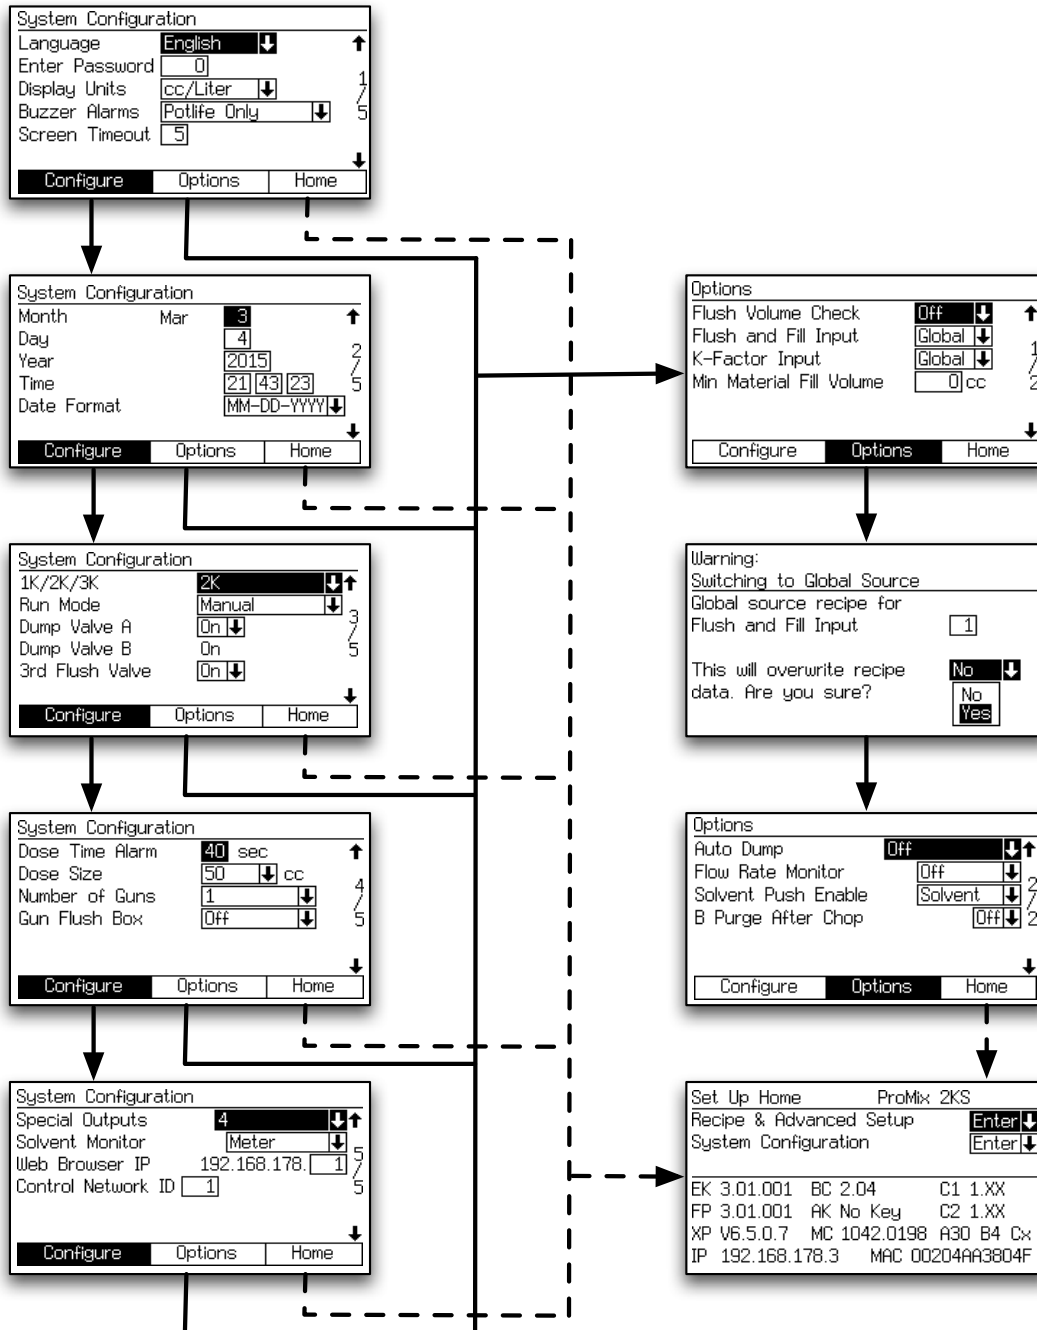 System Configuration
Language English
Enter Password 0
Display Units cc/Liter
Buzzer Alarms Potlife Only
Screen Timeout 5
1/5
Configure Options Home
System Configuration
Month Mar 3
Day 4
Year 2015
Time 21 43 23
Date Format MM-DD-YYYY
2/5
Configure Options Home
System Configuration
1K/2K/3K 2K
Run Mode Manual
Dump Valve A On
Dump Valve B On
3rd Flush Valve On
3/5
Configure Options Home
System Configuration
Dose Time Alarm 40 sec
Dose Size 50 cc
Number of Guns 1
Gun Flush Box Off
4/5
Configure Options Home
System Configuration
Special Outputs 4
Solvent Monitor Meter
Web Browser IP 192.168.178. 1
Control Network ID 1
5/5
Configure Options Home
Options
Flush Volume Check Off
Flush and Fill Input Global
K-Factor Input Global
Min Material Fill Volume 0 cc
1/2
Configure Options Home
Warning:
Switching to Global Source
Global source recipe for
Flush and Fill Input 1
This will overwrite recipe No
data. Are you sure? No
Yes
Options
Auto Dump Off
Flow Rate Monitor Off
Solvent Push Enable Solvent
B Purge After Chop Off
2/2
Configure Options Home
Set Up Home ProMix 2KS
Recipe & Advanced Setup Enter
System Configuration Enter
EK 3.01.001 BC 2.04 C1 1.XX
FP 3.01.001 AK No Key C2 1.XX
XP V6.5.0.7 MC 1042.0198 A30 B4 Cx
IP 192.168.178.3 MAC 00204AA3804F